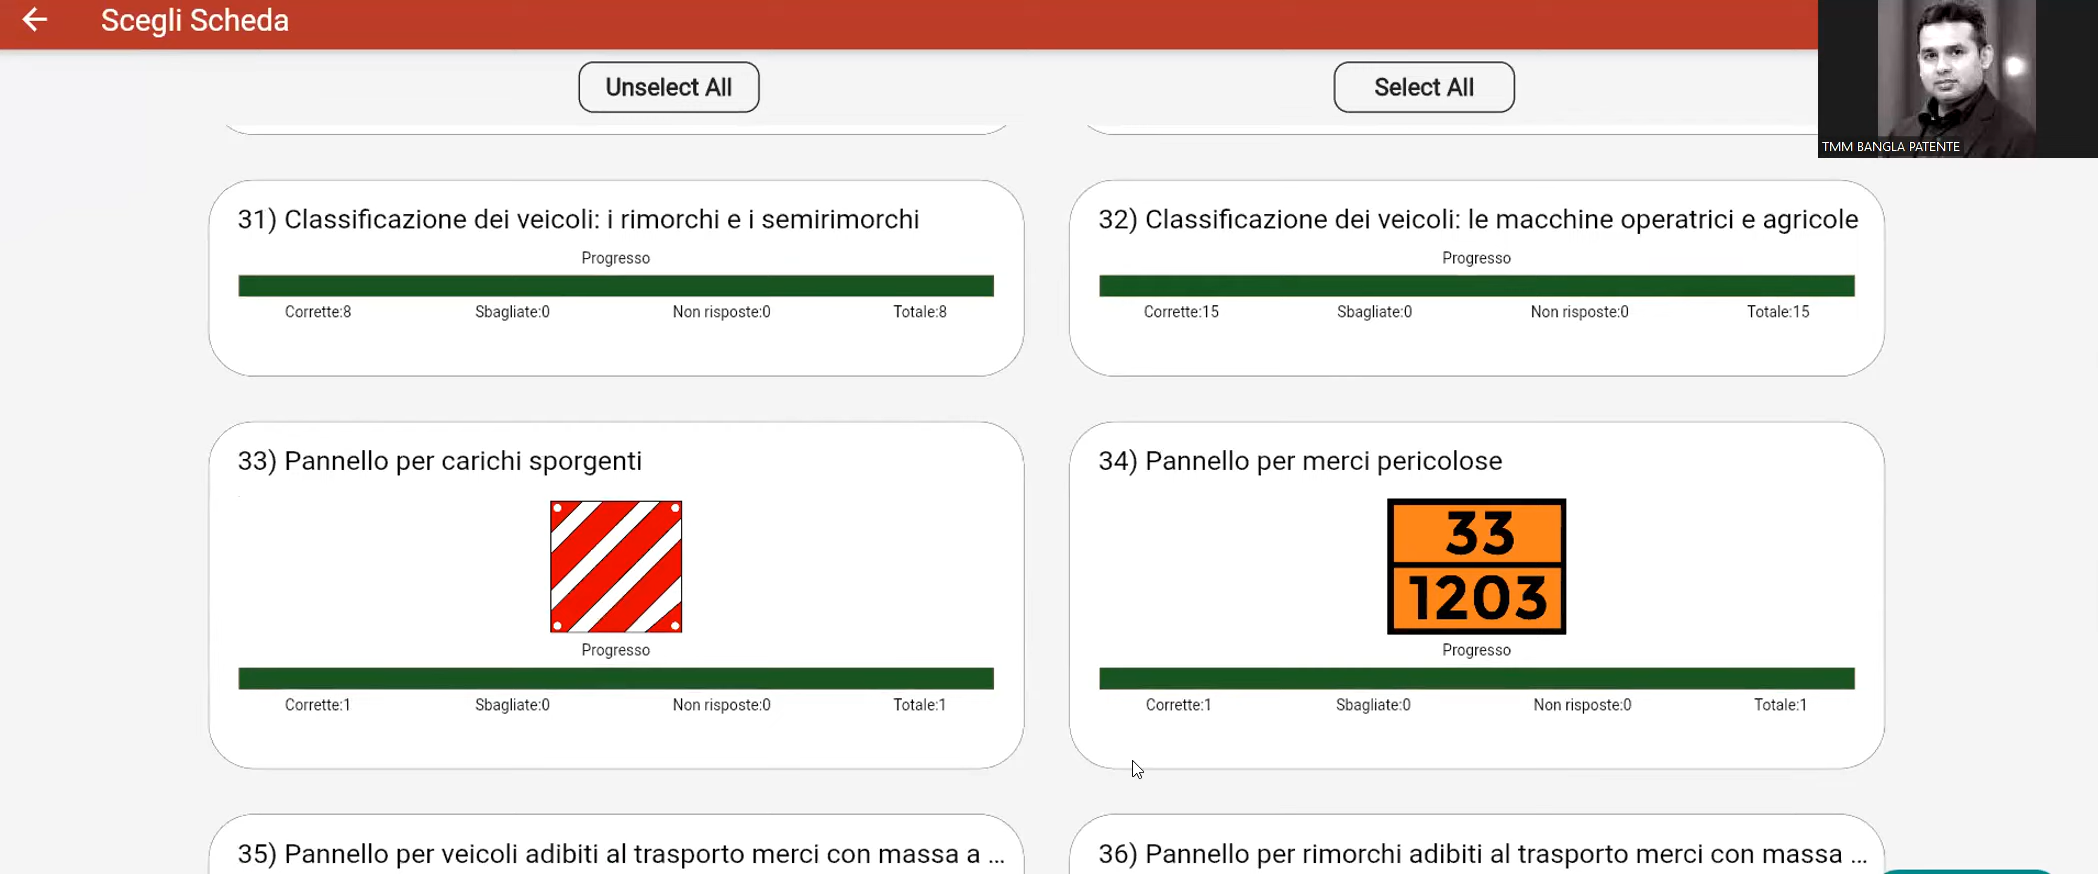 Scegli Scheda
Unselect All
Select All
TMM BANGLA PATENTE
31) Classificazione dei veicoli: i rimorchi e i semirimorchi
Progresso
Corrette:8 Sbagliate:0 Non risposte:0 Totale:8
32) Classificazione dei veicoli: le macchine operatrici e agricole
Progresso
Corrette:15 Sbagliate:0 Non risposte:0 Totale:15
33) Pannello per carichi sporgenti
Progresso
Corrette:1 Sbagliate:0 Non risposte:0 Totale:1
34) Pannello per merci pericolose
33
1203
Progresso
Corrette:1 Sbagliate:0 Non risposte:0 Totale:1
35) Pannello per veicoli adibiti al trasporto merci con massa a ...
36) Pannello per rimorchi adibiti al trasporto merci con massa ...